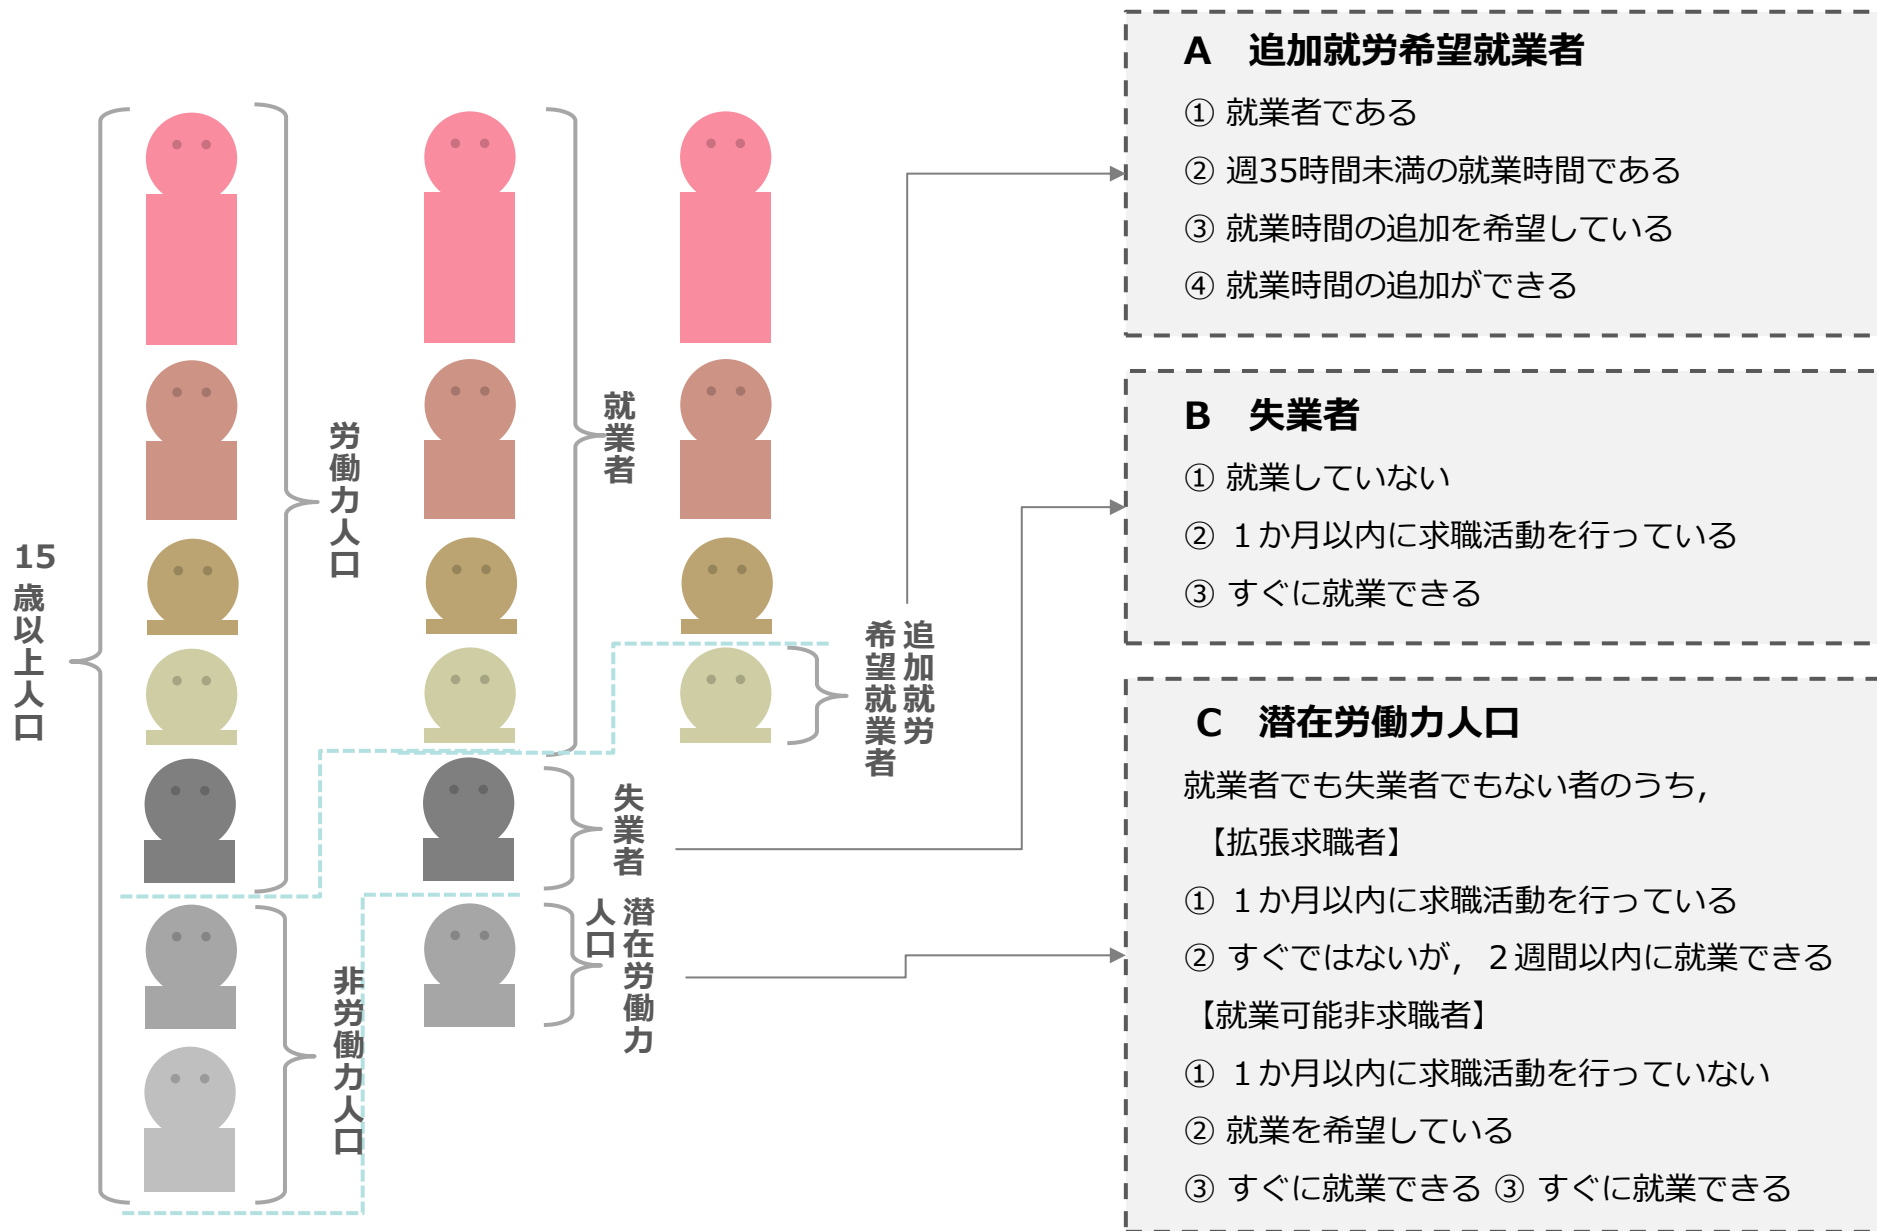 15歳以上人口
労働力人口
非労働力人口
就業者
失業者
潜在労働力
人口
追加就労
希望就業者
A 追加就労希望就業者
① 就業者である
② 週35時間未満の就業時間である
③ 就業時間の追加を希望している
④ 就業時間の追加ができる
B 失業者
① 就業していない
② １か月以内に求職活動を行っている
③ すぐに就業できる
C 潜在労働力人口
就業者でも失業者でもない者のうち，
【拡張求職者】
① １か月以内に求職活動を行っている
② すぐではないが，２週間以内に就業できる
【就業可能非求職者】
① １か月以内に求職活動を行っていない
② 就業を希望している
③ すぐに就業できる ③ すぐに就業できる